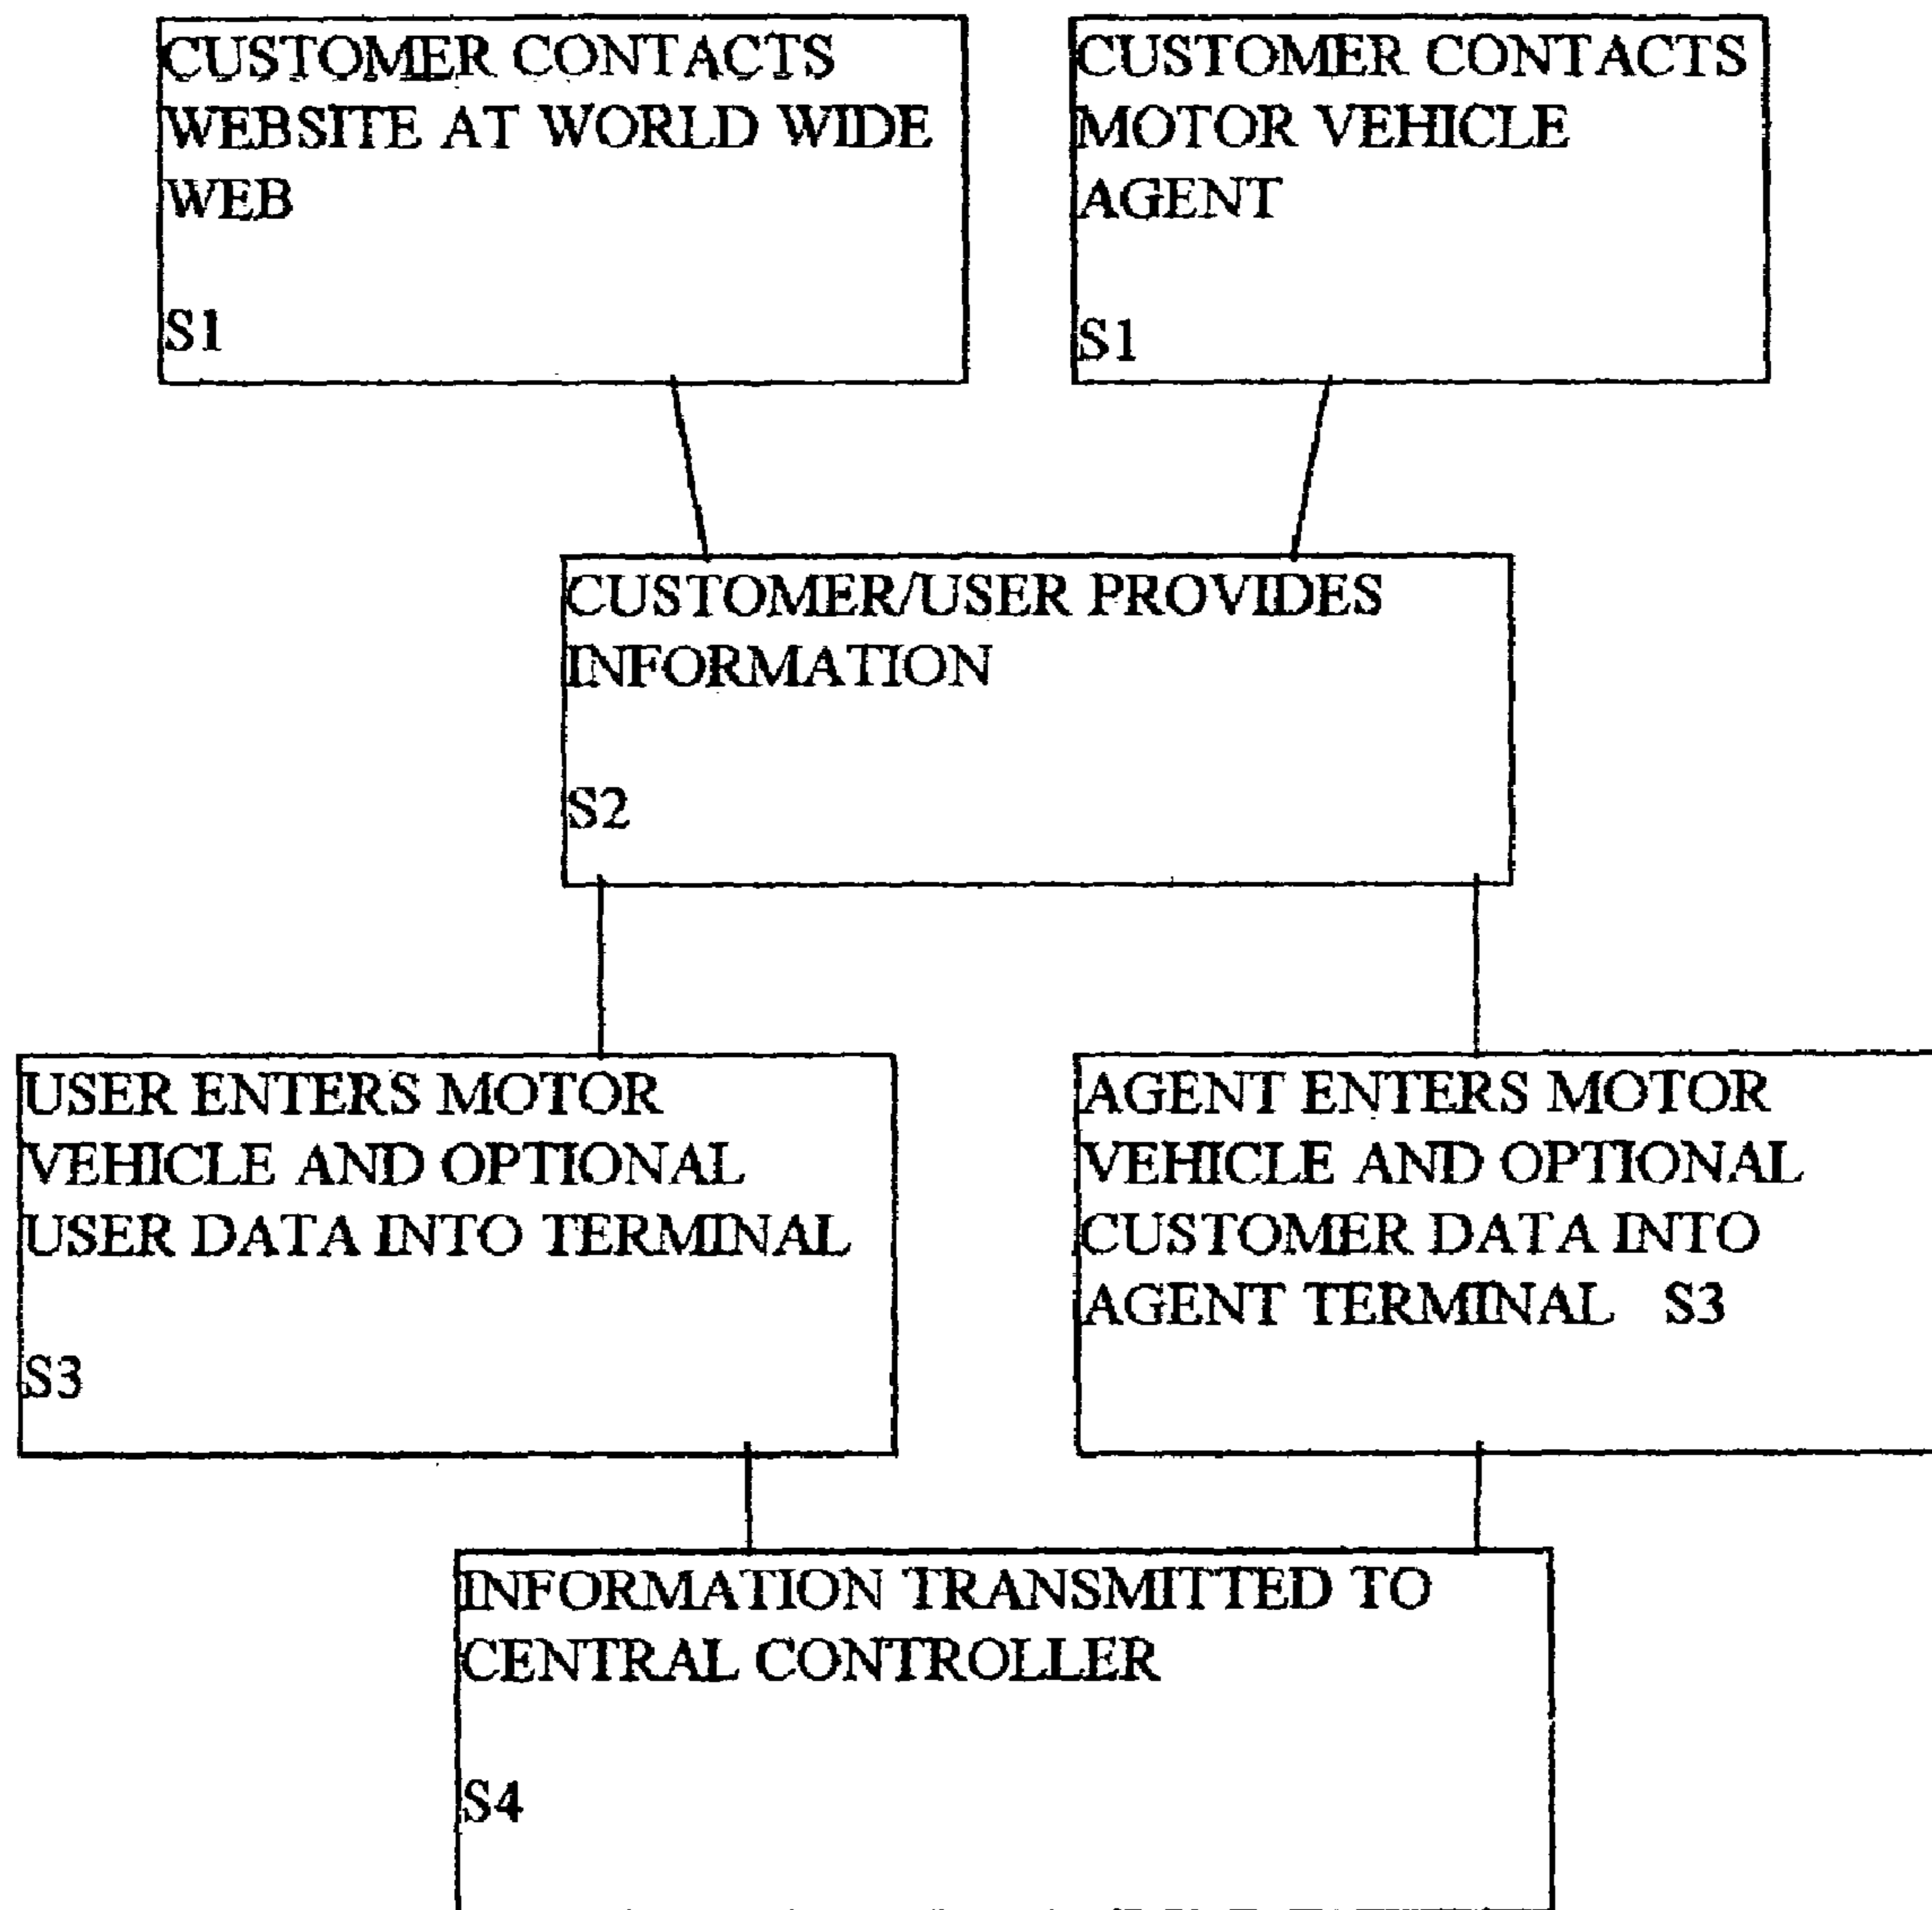 CUSTOMER CONTACTS
WEBSITE AT WORLD WIDE
WEB
S1
CUSTOMER CONTACTS
MOTOR VEHICLE
AGENT
S1
CUSTOMER/USER PROVIDES
INFORMATION
S2
USER ENTERS MOTOR
VEHICLE AND OPTIONAL
USER DATA INTO TERMINAL
S3
AGENT ENTERS MOTOR
VEHICLE AND OPTIONAL
CUSTOMER DATA INTO
AGENT TERMINAL S3
INFORMATION TRANSMITTED TO
CENTRAL CONTROLLER
S4